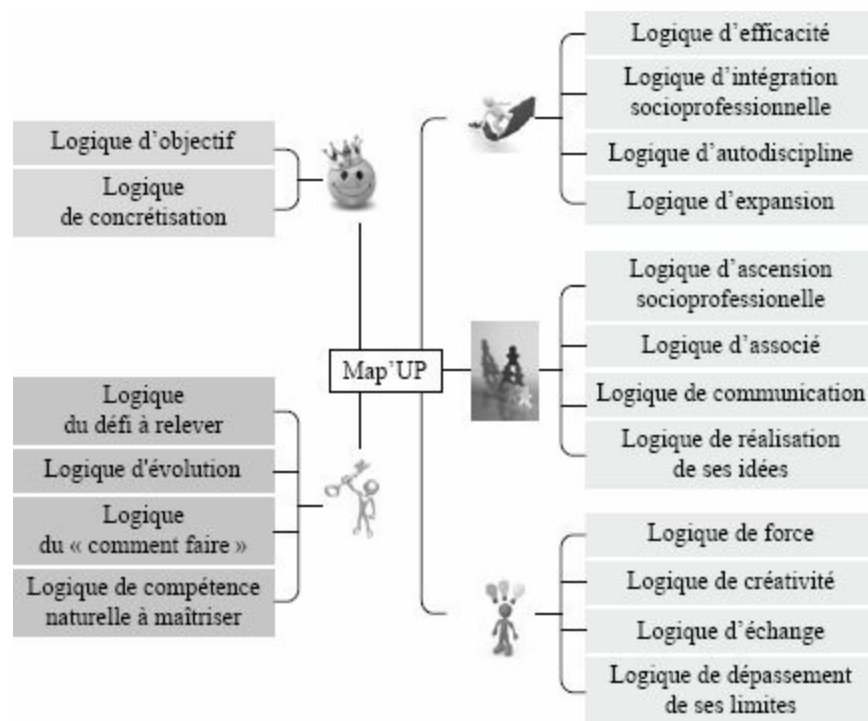 Logique d'objectif
Logique
de concrétisation
Map'UP
Logique
du défi à relever
Logique d'évolution
Logique
du « comment faire »
Logique de compétence
naturelle à maîtriser
Logique d'efficacité
Logique d'intégration
socioprofessionnelle
Logique d'autodiscipline
Logique d'expansion
Logique d'ascension
socioprofessionelle
Logique d'associé
Logique de communication
Logique de réalisation
de ses idées
Logique de force
Logique de créativité
Logique d'échange
Logique de dépassement
de ses limites